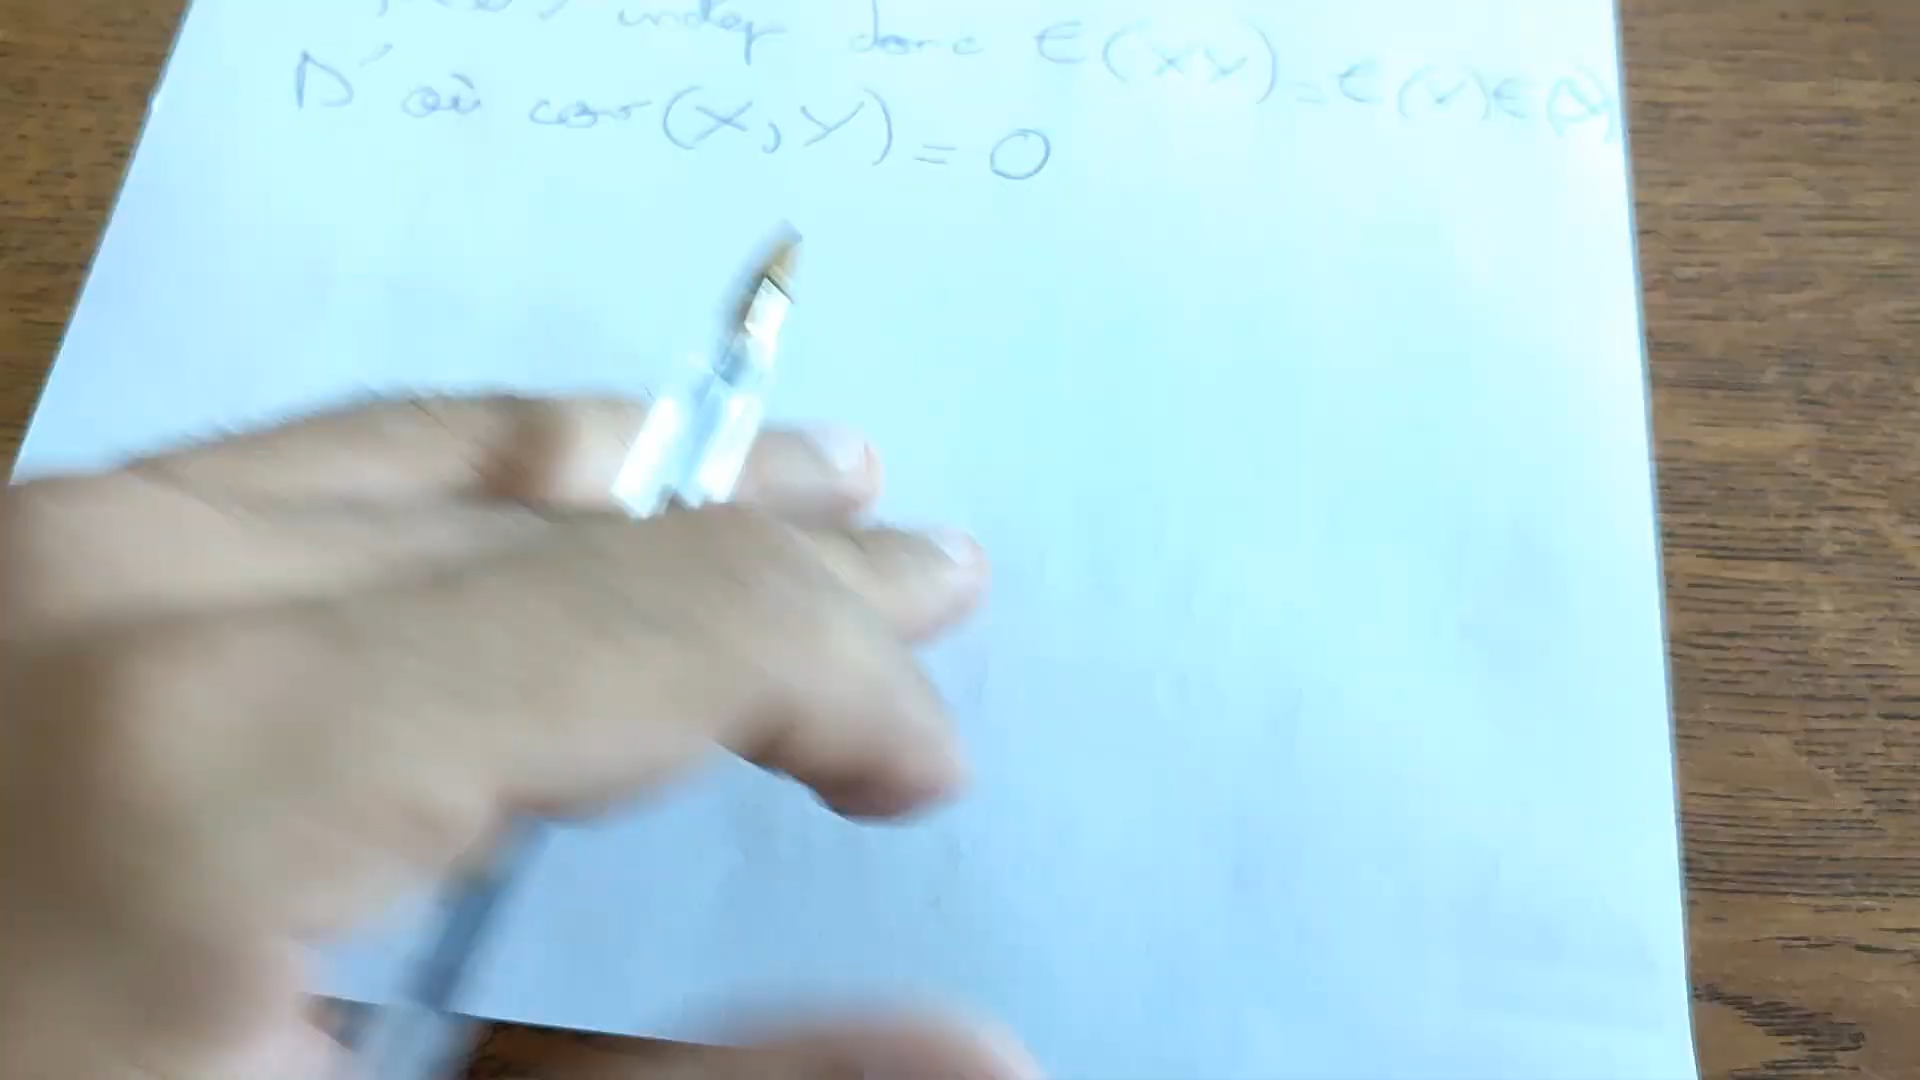 indep donc E(XY) = E(X)E(Y)
D'où cov(X, Y) = 0